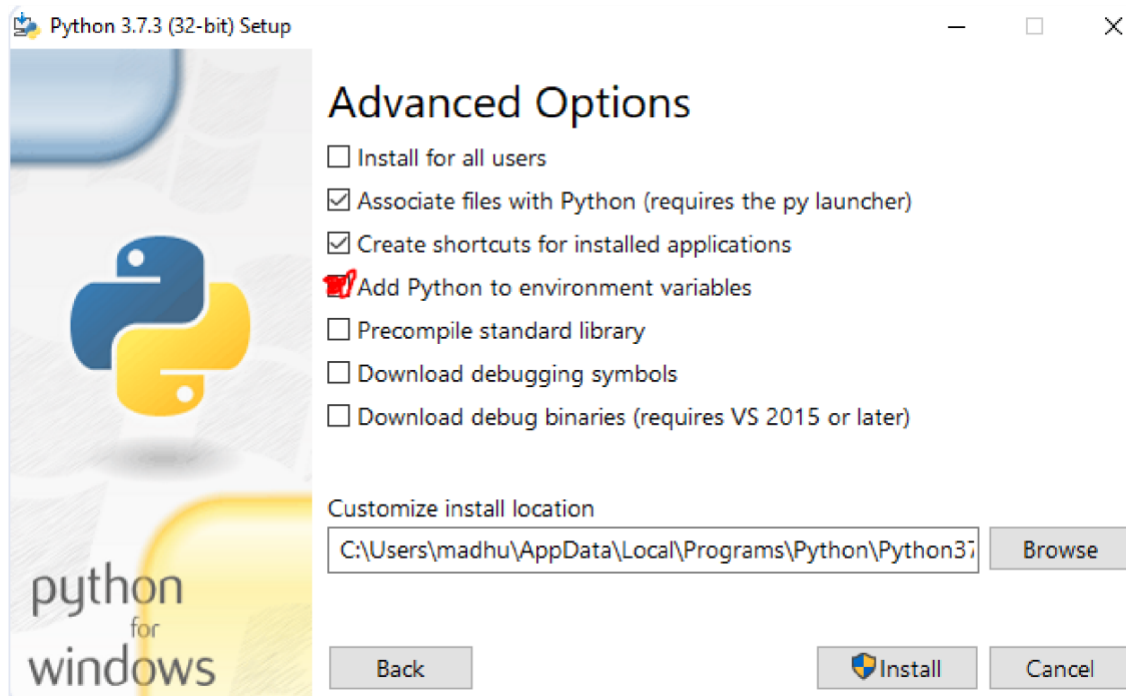 Python 3.7.3 (32-bit) Setup
Advanced Options
Install for all users
Associate files with Python (requires the py launcher)
Create shortcuts for installed applications
Add Python to environment variables
Precompile standard library
Download debugging symbols
Download debug binaries (requires VS 2015 or later)
Customize install location
C:\Users\madhu\AppData\Local\Programs\Python\Python37
Browse
python
for
windows
Back
Install
Cancel